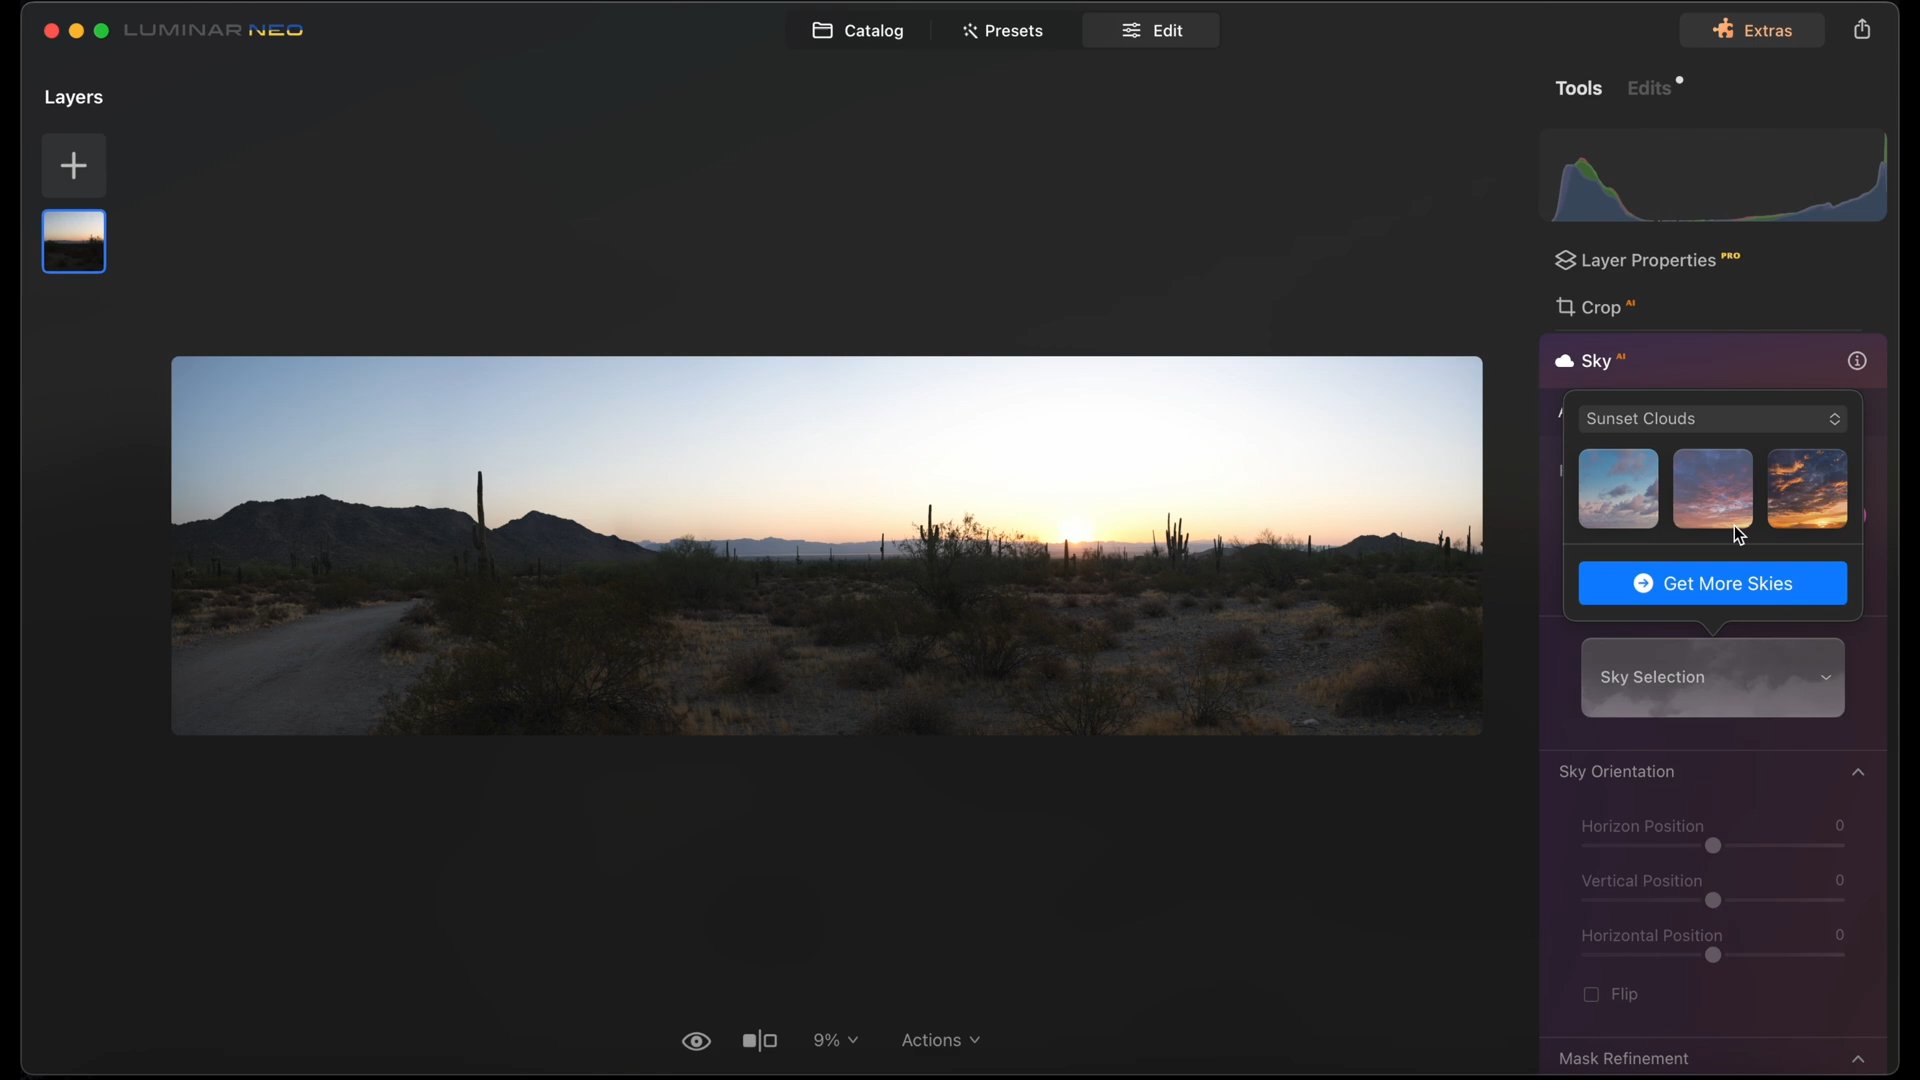 LUMINAR NEO
Catalog
Presets
Edit
Extras
Layers
Tools
Edits
Layer Properties PRO
Crop AI
Sky AI
Sunset Clouds
Get More Skies
Sky Selection
Sky Orientation
Horizon Position 0
Vertical Position 0
Horizontal Position 0
Flip
9%
Actions
Mask Refinement